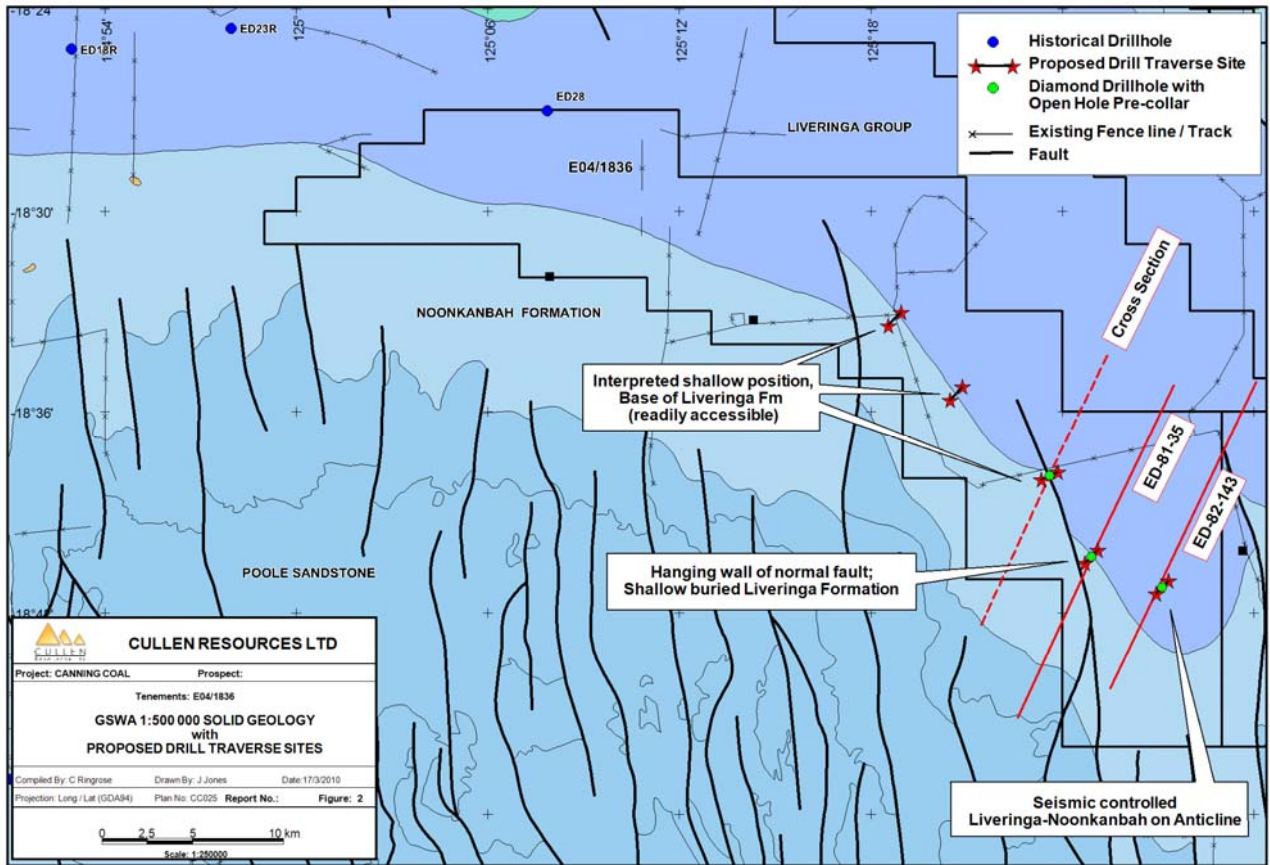 -18°24'
124°54'
125°
125°06'
125°12'
125°18'
ED18R
ED23R
ED28
LIVERINGA GROUP
E04/1836
Historical Drillhole
Proposed Drill Traverse Site
Diamond Drillhole with
Open Hole Pre-collar
Existing Fence line / Track
Fault
-18°30'
NOONKANBAH FORMATION
Cross Section
Interpreted shallow position,
Base of Liveringa Fm
(readily accessible)
-18°36'
ED-81-35
ED-82-143
POOLE SANDSTONE
Hanging wall of normal fault;
Shallow buried Liveringa Formation
Seismic controlled
Liveringa-Noonkanbah on Anticline
CULLEN
CULLEN RESOURCES LTD
Project: CANNING COAL Prospect:
Tenements: E04/1836
GSWA 1:500 000 SOLID GEOLOGY
with
PROPOSED DRILL TRAVERSE SITES
Compiled By: C Ringrose Drawn By: J Jones Date:17/3/2010
Projection: Long / Lat (GDA94) Plan No: CC025 Report No.: Figure: 2
0 2.5 5 10 km
Scale: 1:250000